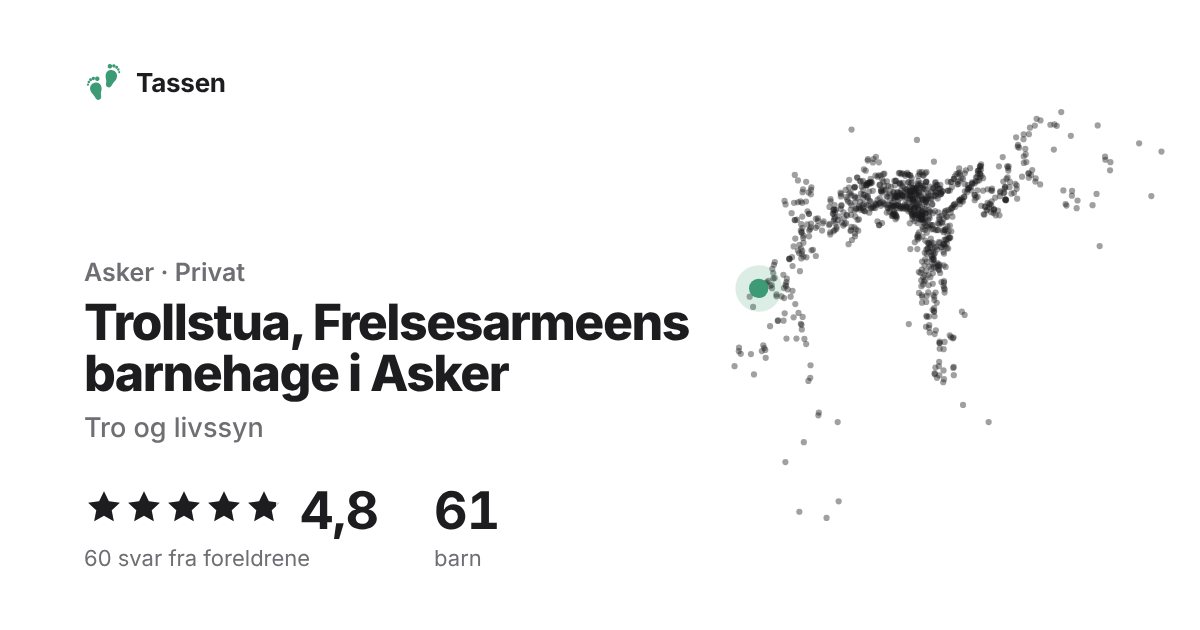 Tassen
Asker · Privat
Trollstua, Frelsesarmeens
barnehage i Asker
Tro og livssyn
4,8
61
60 svar fra foreldrene
barn